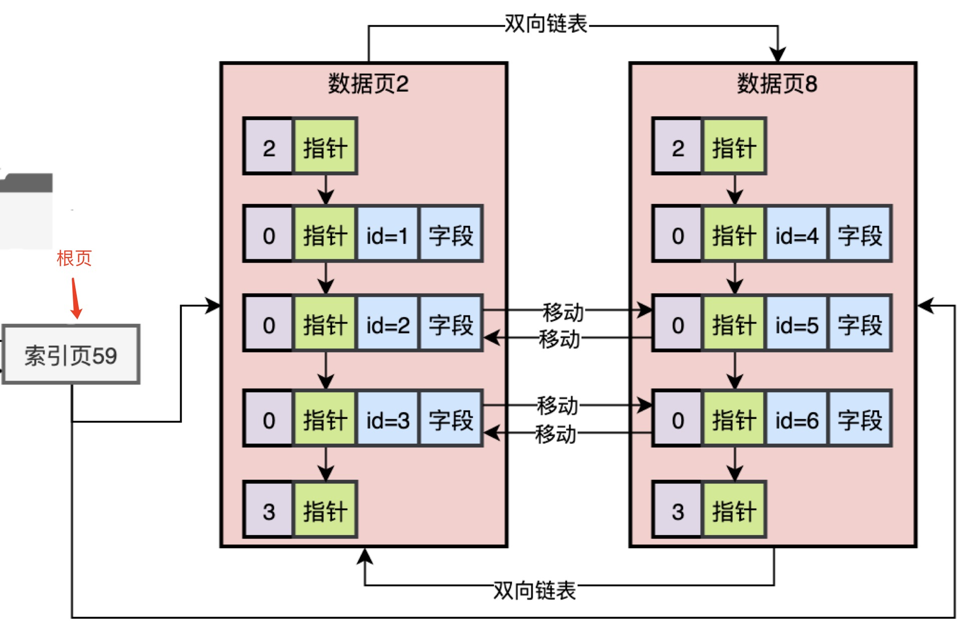 双向链表
数据页2
数据页8
2 指针
2 指针
0 指针 id=1 字段
0 指针 id=4 字段
根页
0 指针 id=2 字段
移动
移动
0 指针 id=5 字段
索引页59
0 指针 id=3 字段
移动
移动
0 指针 id=6 字段
3 指针
3 指针
双向链表